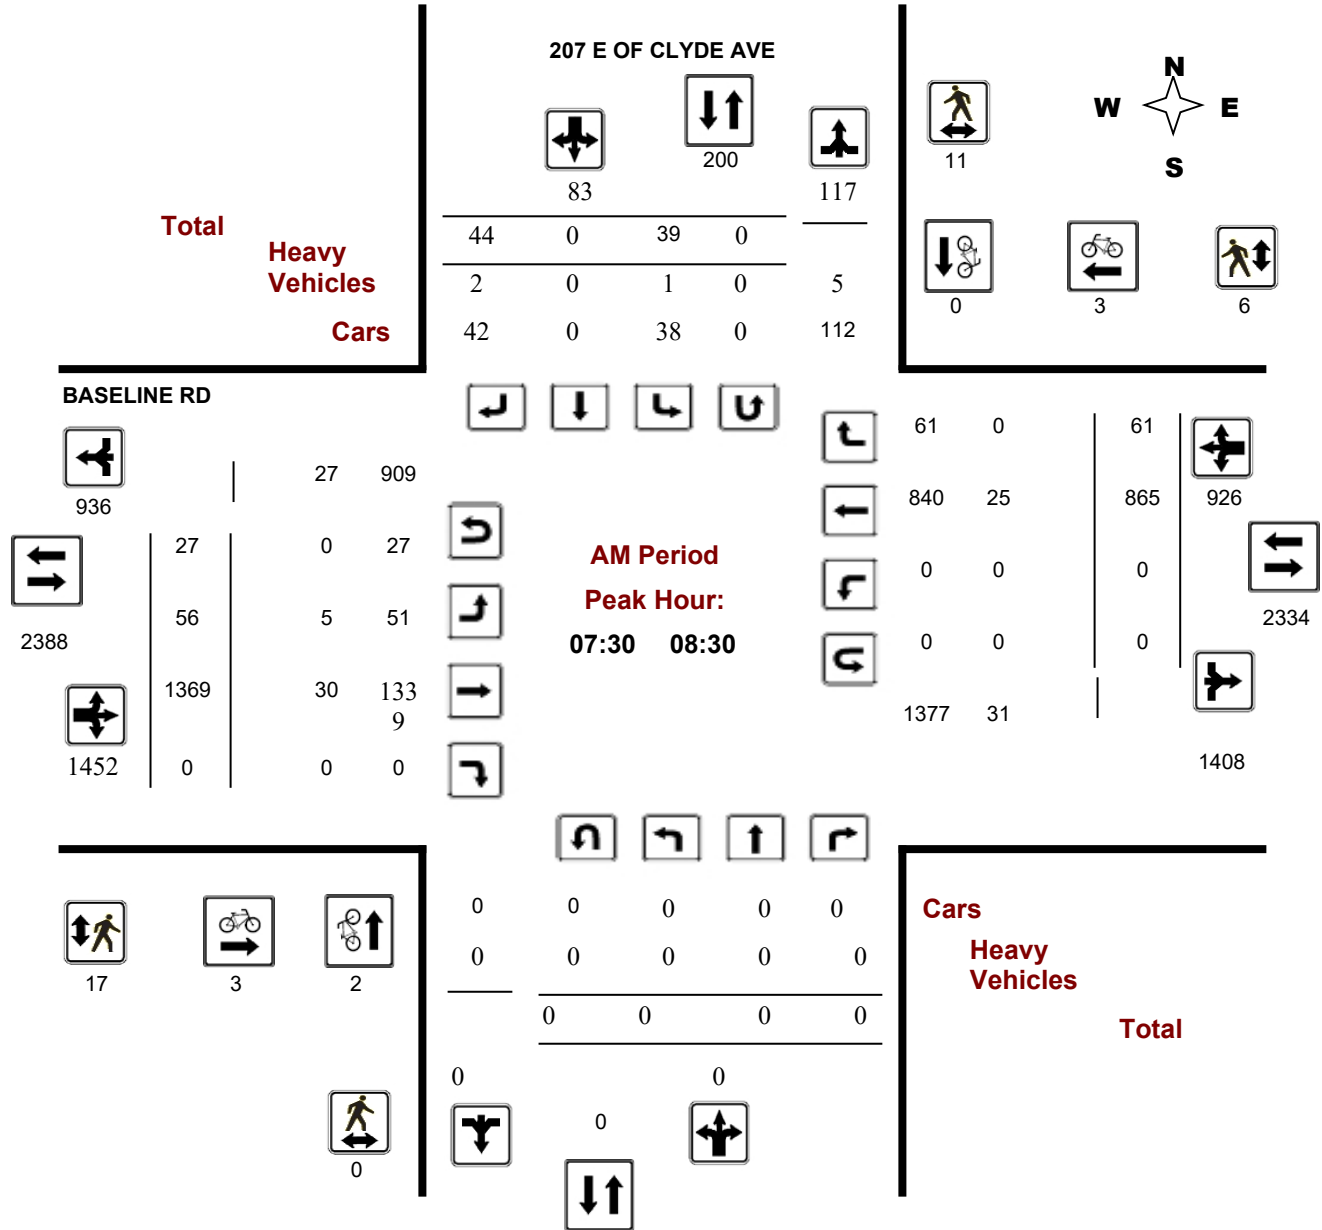 207 E OF CLYDE AVE
N
W E
S
200
11
83
117
Total
44 0 39 0
Heavy
Vehicles
2 0 1 0 5
0 3 6
Cars
42 0 38 0 112
BASELINE RD
61 0 61
27 909
936
840 25 865 926
27 0 27
AM Period
0 0 0
56 5 51
Peak Hour:
2334
2388
07:30 08:30
0 0 0
1369 30 133
9
1377 31
1452 0 0 0
1408
0 0 0 0 0
Cars
0 0 0 0 0
Heavy
Vehicles
17 3 2
0 0 0 0
Total
0 0
0
0